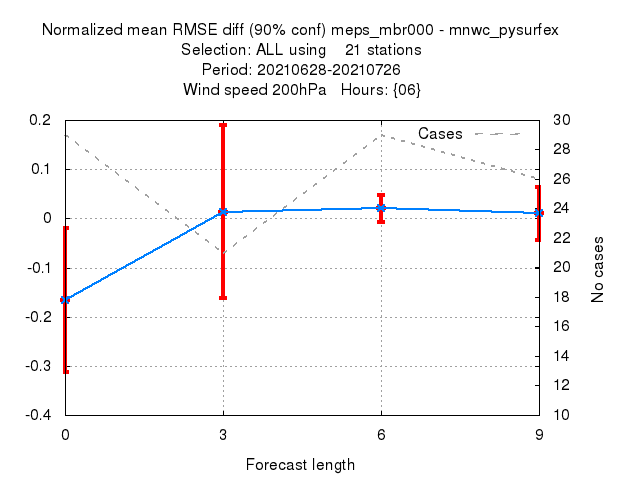 Normalized mean RMSE diff (90% conf) meps_mbr000 - mnwc_pysurfex
Selection: ALL using 21 stations
Period: 20210628-20210726
Wind speed 200hPa Hours: {06}
Cases
0.2
0.1
0
-0.1
-0.2
-0.3
-0.4
30
28
26
24
22
20
18
16
14
12
10
No cases
0 3 6 9
Forecast length